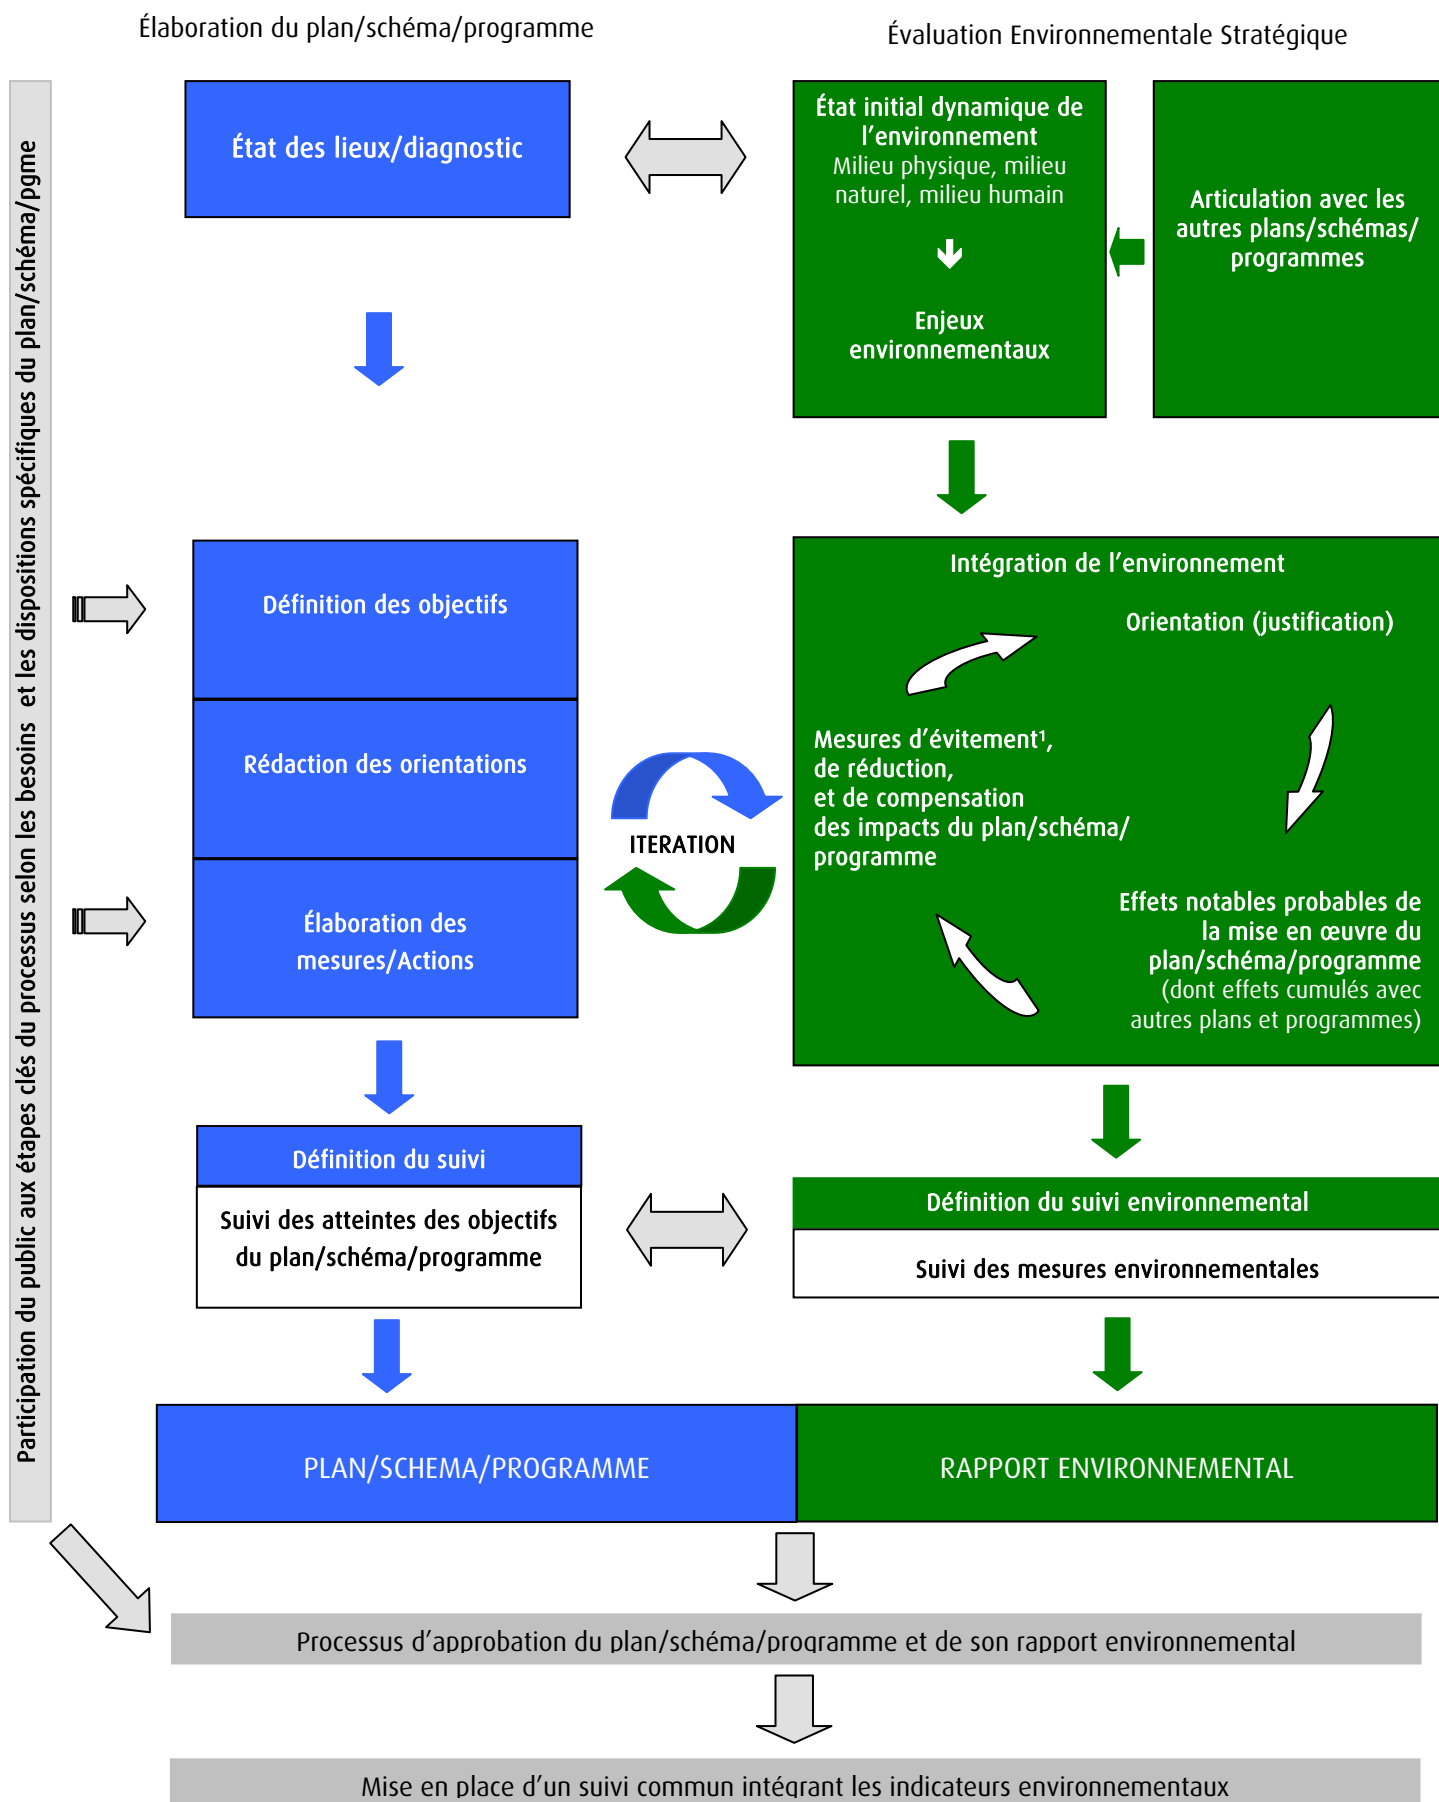 Élaboration du plan/schéma/programme
Évaluation Environnementale Stratégique
Participation du public aux étapes clés du processus selon les besoins et les dispositions spécifiques du plan/schéma/pgme
État des lieux/diagnostic
État initial dynamique de
l’environnement
Milieu physique, milieu
naturel, milieu humain
Enjeux
environnementaux
Articulation avec les
autres plans/schémas/
programmes
Définition des objectifs
Rédaction des orientations
Élaboration des
mesures/Actions
ITERATION
Intégration de l’environnement
Orientation (justification)
Mesures d’évitement¹,
de réduction,
et de compensation
des impacts du plan/schéma/
programme
Effets notables probables de
la mise en œuvre du
plan/schéma/programme
(dont effets cumulés avec
autres plans et programmes)
Définition du suivi
Suivi des atteintes des objectifs
du plan/schéma/programme
Définition du suivi environnemental
Suivi des mesures environnementales
PLAN/SCHEMA/PROGRAMME
RAPPORT ENVIRONNEMENTAL
Processus d’approbation du plan/schéma/programme et de son rapport environnemental
Mise en place d’un suivi commun intégrant les indicateurs environnementaux